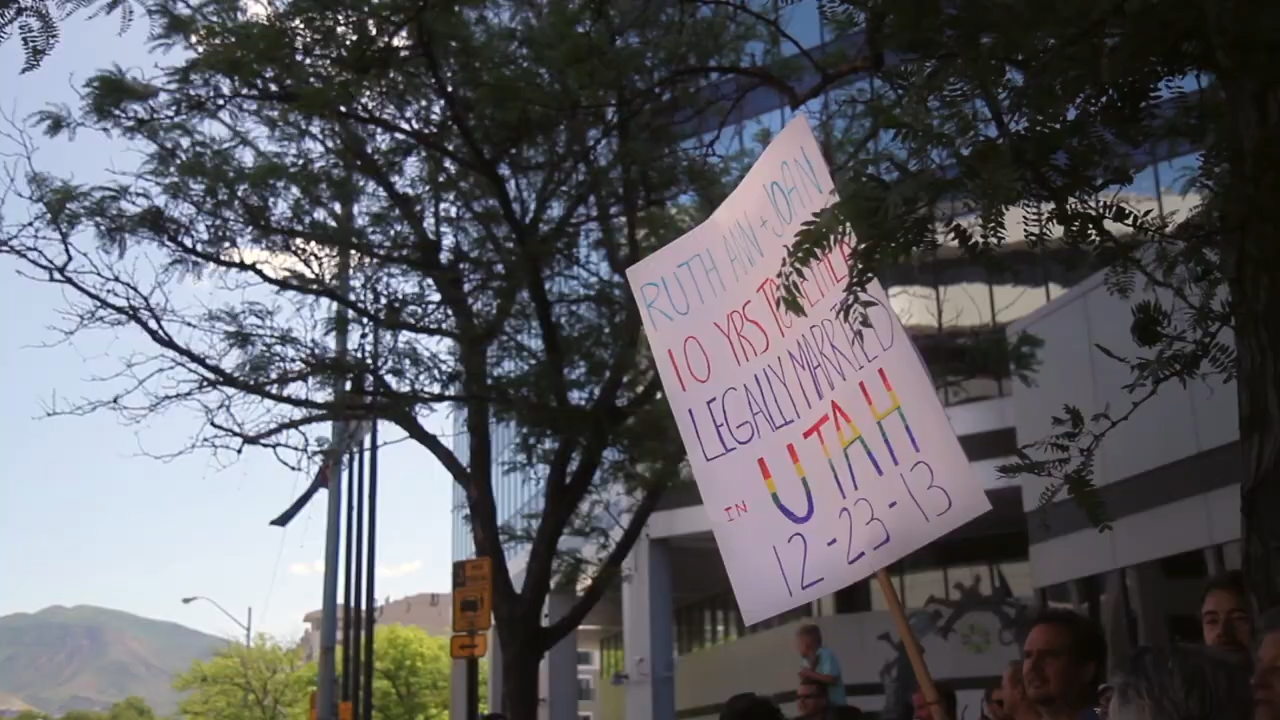 RUTH ANN + JOAN
10 YRS TOGETHER
LEGALLY MARRIED
IN UTAH
12-23-13